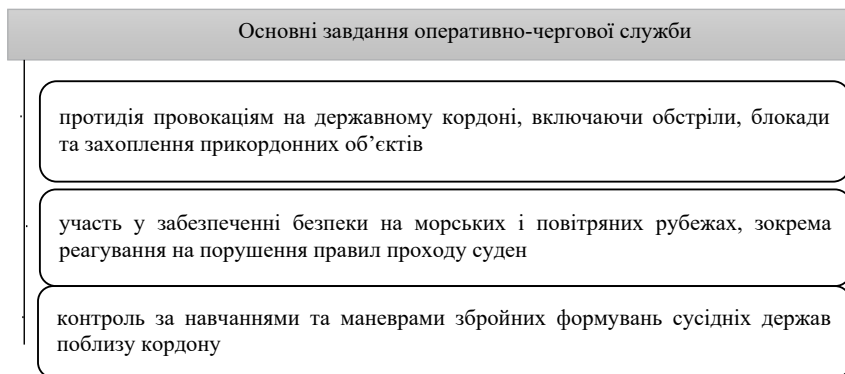 Основні завдання оперативно-чергової служби
протидія провокаціям на державному кордоні, включаючи обстріли, блокади
та захоплення прикордонних об’єктів
участь у забезпеченні безпеки на морських і повітряних рубежах, зокрема
реагування на порушення правил проходу суден
контроль за навчаннями та маневрами збройних формувань сусідніх держав
поблизу кордону